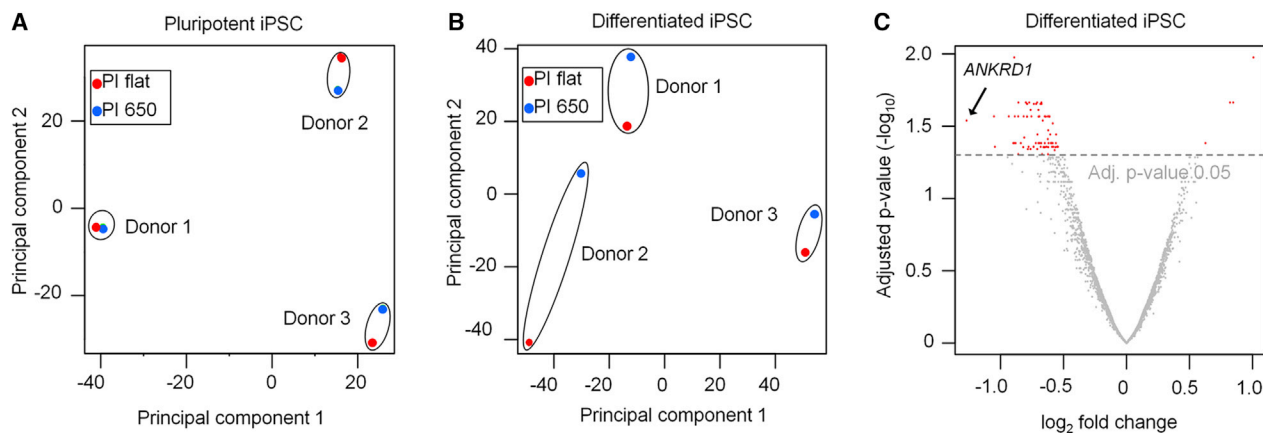 A
Pluripotent iPSC
PI flat
PI 650
Donor 2
Donor 1
Donor 3
20
0
-20
-40
-20
0
20
Principal component 2
Principal component 1
B
Differentiated iPSC
PI flat
PI 650
Donor 1
Donor 3
Donor 2
40
20
0
-20
-40
-40
-20
0
20
40
Principal component 2
Principal component 1
C
Differentiated iPSC
ANKRD1
Adj. p-value 0.05
2.0
1.50
1.50
1
0.5
0
-1.0
-0.5
0
0.5
1.0
Adjusted p-value (-log10)
log2 fold change